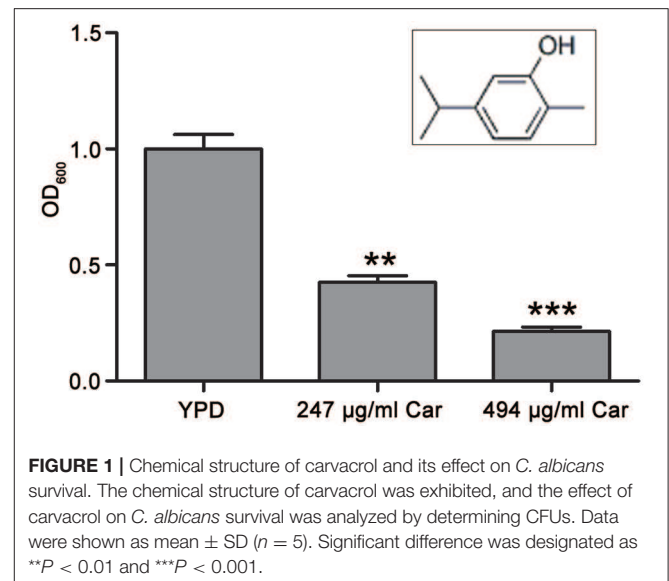 1.5
OH
1.0
OD600
0.5
**
***
0.0
YPD 247 µg/ml Car 494 µg/ml Car
FIGURE 1 | Chemical structure of carvacrol and its effect on C. albicans
survival. The chemical structure of carvacrol was exhibited, and the effect of
carvacrol on C. albicans survival was analyzed by determining CFUs. Data
were shown as mean ± SD (n = 5). Significant difference was designated as
**P < 0.01 and ***P < 0.001.